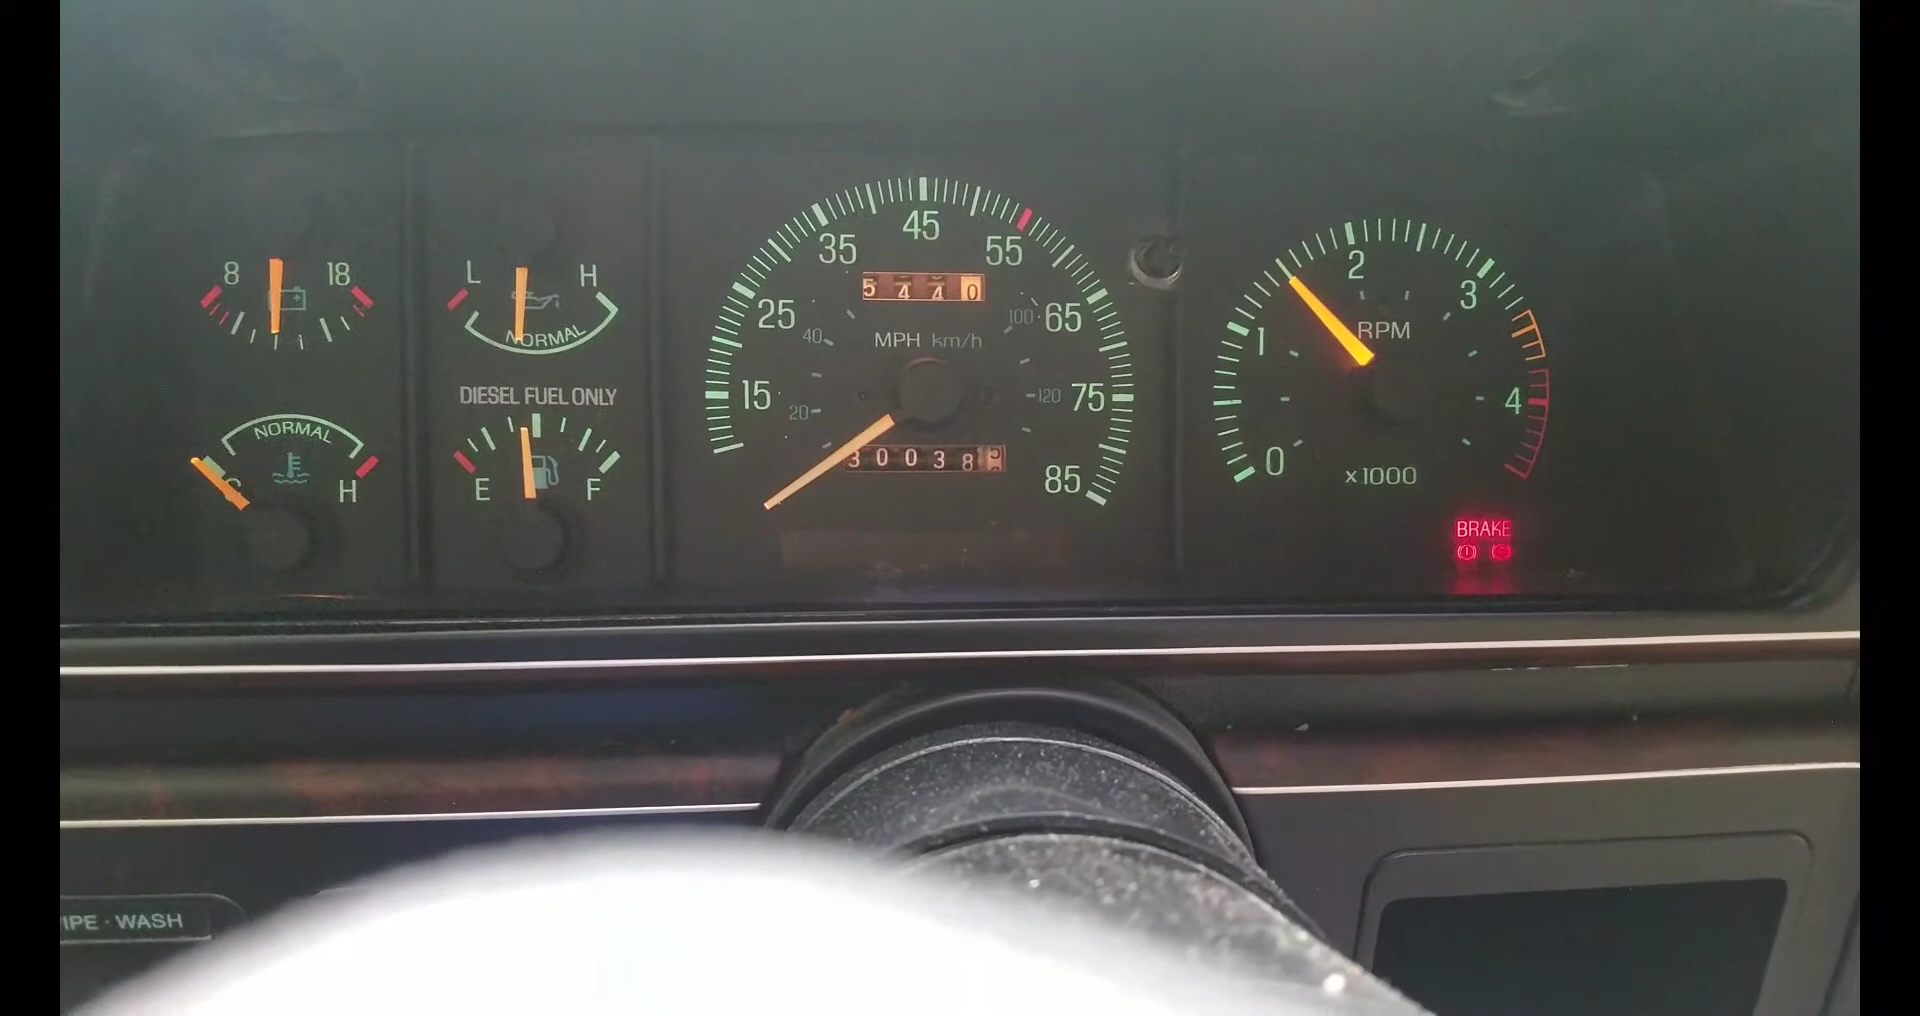 8 18
L H
NORMAL
DIESEL FUEL ONLY
NORMAL
H
E F
15 25 35 45 55 65 75 85
5 4 4 0
MPH km/h
20 40 100 120
3 0 0 3 8
0 1 2 3 4
RPM
x1000
BRAKE
IPE · WASH